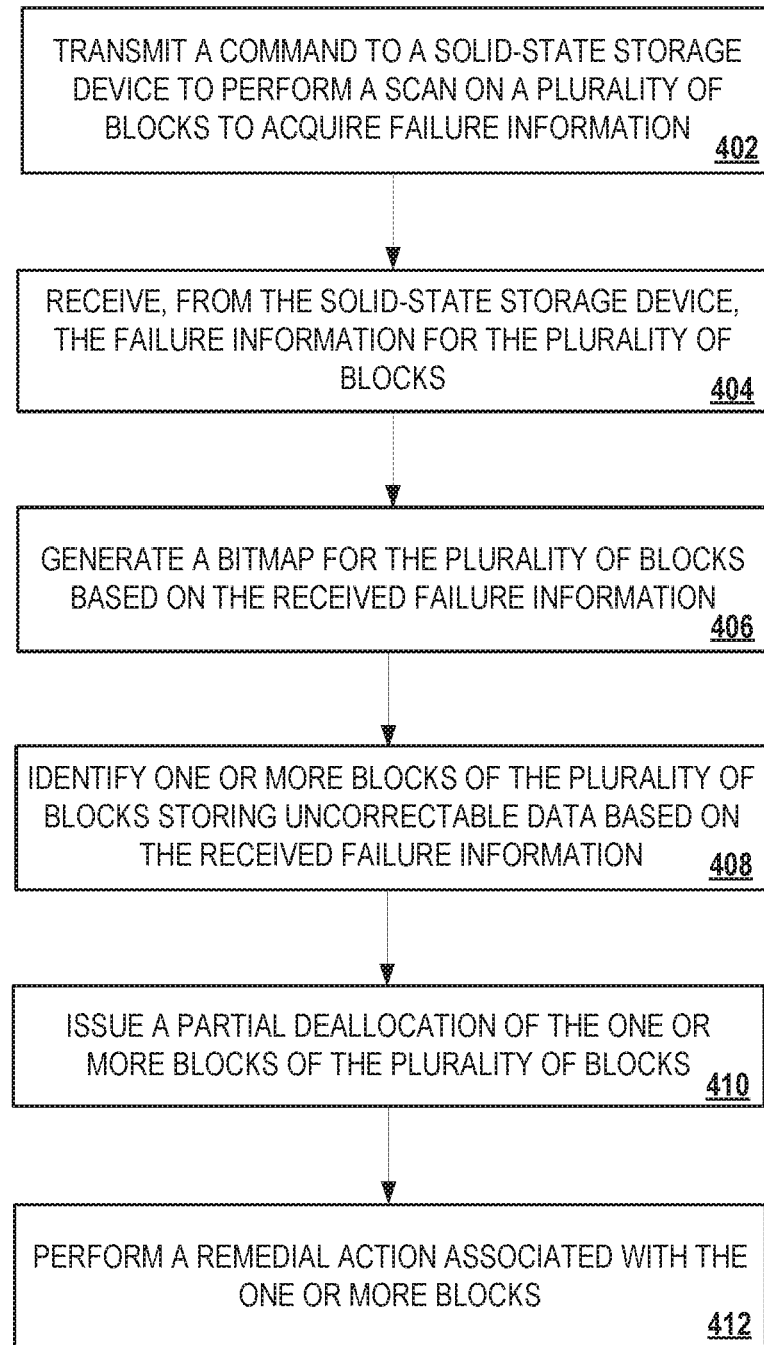 TRANSMIT A COMMAND TO A SOLID-STATE STORAGE
DEVICE TO PERFORM A SCAN ON A PLURALITY OF
BLOCKS TO ACQUIRE FAILURE INFORMATION
402
RECEIVE, FROM THE SOLID-STATE STORAGE DEVICE,
THE FAILURE INFORMATION FOR THE PLURALITY OF
BLOCKS
404
GENERATE A BITMAP FOR THE PLURALITY OF BLOCKS
BASED ON THE RECEIVED FAILURE INFORMATION
406
IDENTIFY ONE OR MORE BLOCKS OF THE PLURALITY OF
BLOCKS STORING UNCORRECTABLE DATA BASED ON
THE RECEIVED FAILURE INFORMATION
408
ISSUE A PARTIAL DEALLOCATION OF THE ONE OR
MORE BLOCKS OF THE PLURALITY OF BLOCKS
410
PERFORM A REMEDIAL ACTION ASSOCIATED WITH THE
ONE OR MORE BLOCKS
412